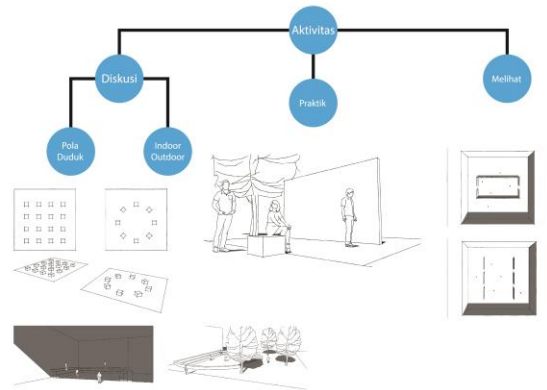 Aktivitas
Diskusi
Melihat
Praktik
Pola
Duduk
Indoor
Outdoor